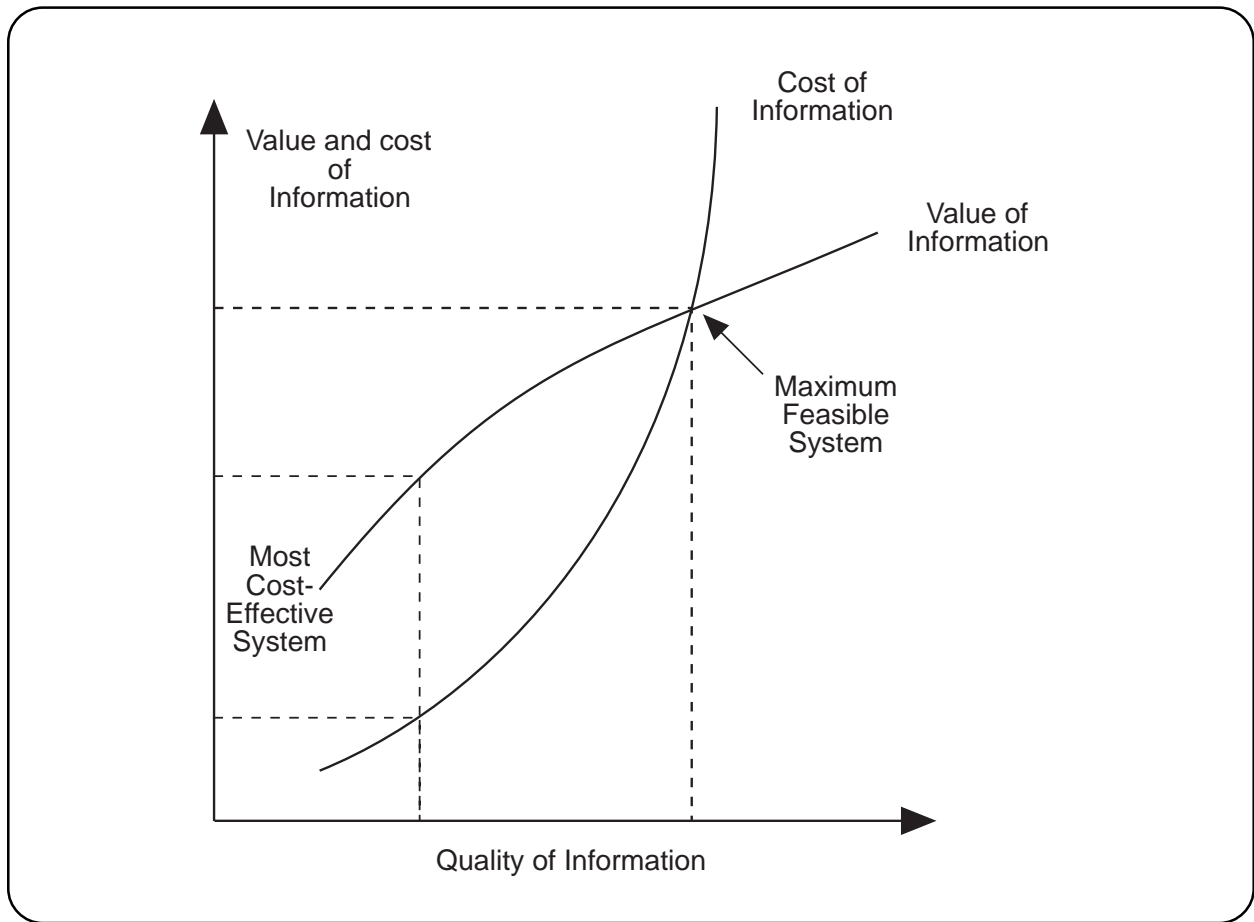 Cost of
Information
Value and cost
of
Information
Value of
Information
Maximum
Feasible
System
Most
Cost-
Effective
System
Quality of Information